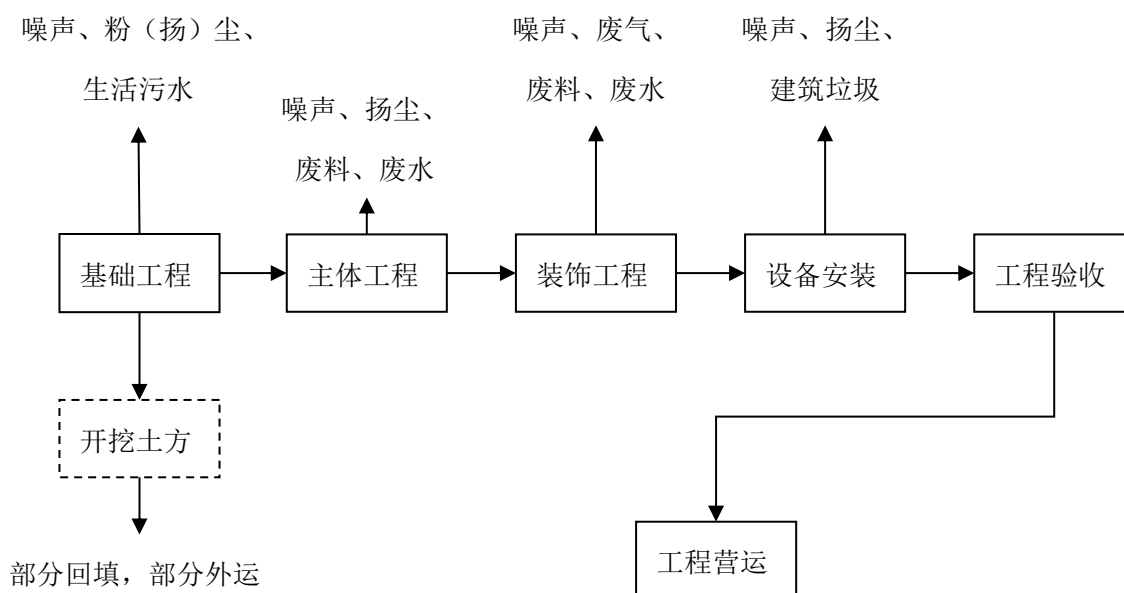 噪声、粉（扬）尘、
生活污水
噪声、扬尘、
废料、废水
噪声、废气、
废料、废水
噪声、扬尘、
建筑垃圾
基础工程
主体工程
装饰工程
设备安装
工程验收
开挖土方
部分回填，部分外运
工程营运